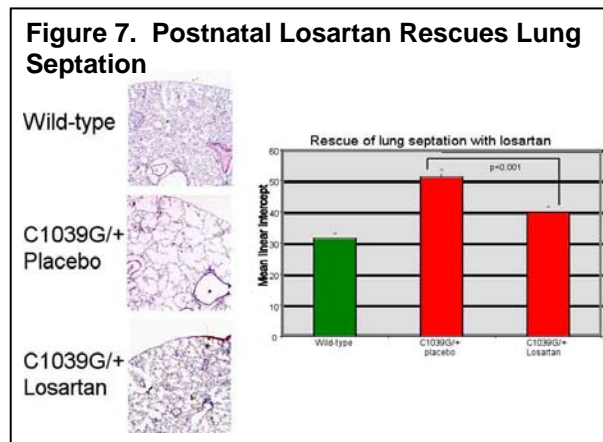 Figure 7. Postnatal Losartan Rescues Lung
Septation
Wild-type
C1039G/+
Placebo
C1039G/+
Losartan
Rescue of lung septation with losartan
Mean linear Intercept
60
50
40
30
20
10
0
p<0.001
Wild-type
C1039G/+
placebo
C1039G/+
Losartan